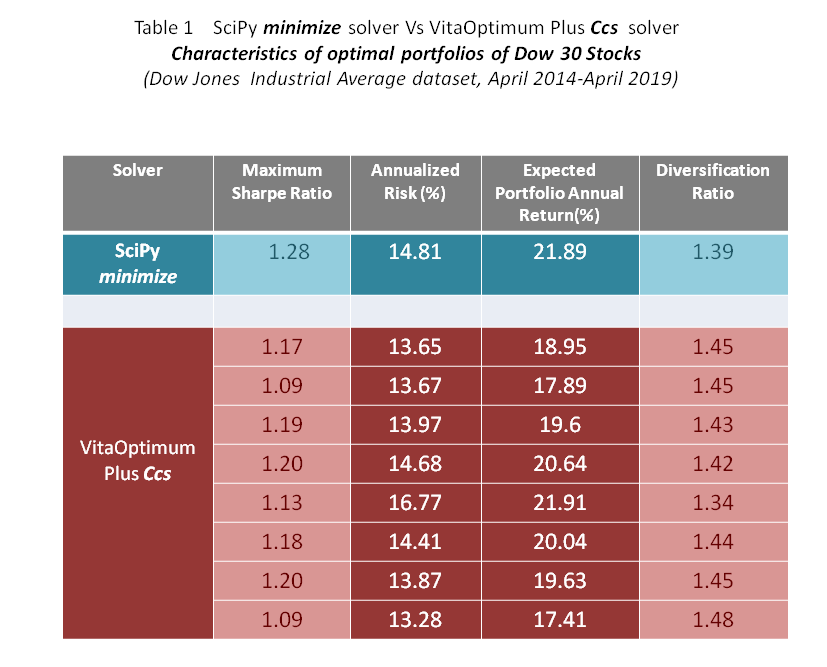 Table 1 SciPy minimize solver Vs VitaOptimum Plus Ccs solver
Characteristics of optimal portfolios of Dow 30 Stocks
(Dow Jones Industrial Average dataset, April 2014-April 2019)
Solver Maximum Sharpe Ratio Annualized Risk (%) Expected Portfolio Annual Return(%) Diversification Ratio
SciPy minimize 1.28 14.81 21.89 1.39
VitaOptimum Plus Ccs
1.17 13.65 18.95 1.45
1.09 13.67 17.89 1.45
1.19 13.97 19.6 1.43
1.20 14.68 20.64 1.42
1.13 16.77 21.91 1.34
1.18 14.41 20.04 1.44
1.20 13.87 19.63 1.45
1.09 13.28 17.41 1.48